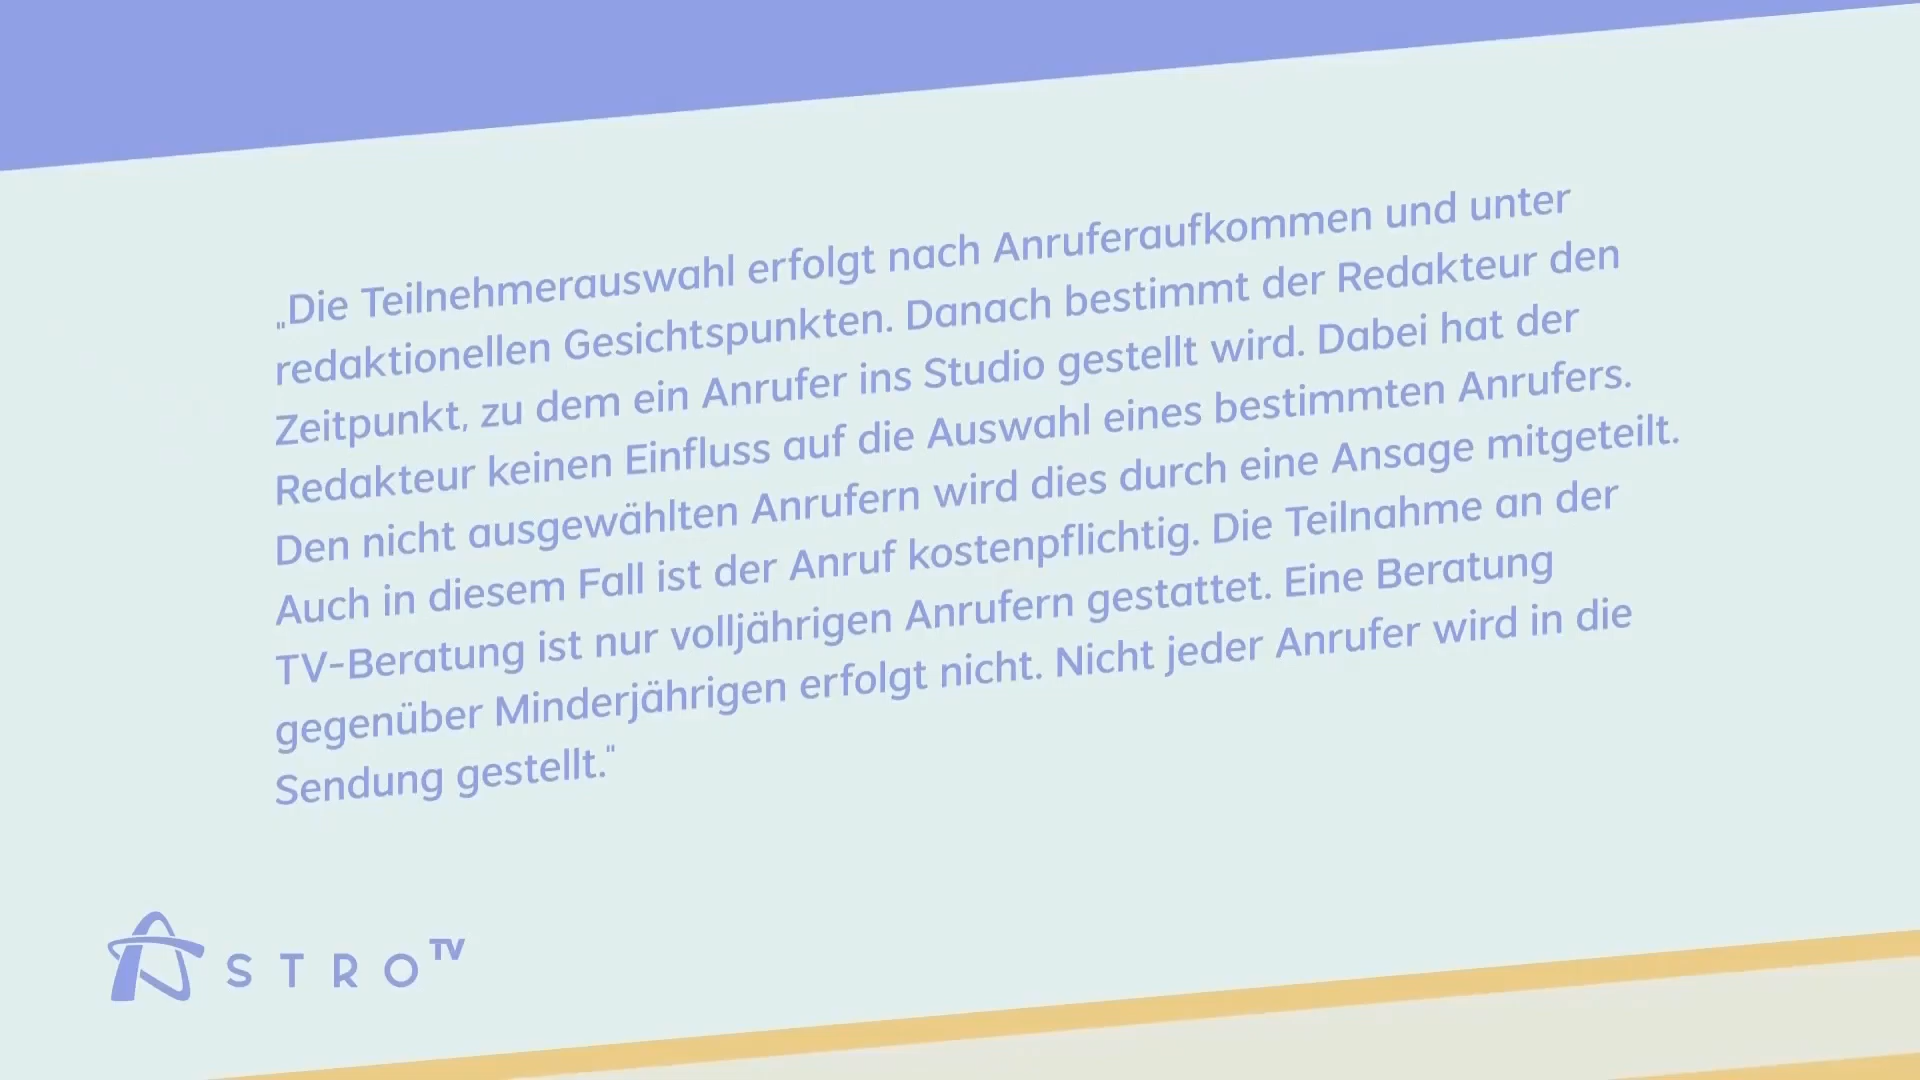 „Die Teilnehmerauswahl erfolgt nach Anruferaufkommen und unter
redaktionellen Gesichtspunkten. Danach bestimmt der Redakteur den
Zeitpunkt, zu dem ein Anrufer ins Studio gestellt wird. Dabei hat der
Redakteur keinen Einfluss auf die Auswahl eines bestimmten Anrufers.
Den nicht ausgewählten Anrufern wird dies durch eine Ansage mitgeteilt.
Auch in diesem Fall ist der Anruf kostenpflichtig. Die Teilnahme an der
TV-Beratung ist nur volljährigen Anrufern gestattet. Eine Beratung
gegenüber Minderjährigen erfolgt nicht. Nicht jeder Anrufer wird in die
Sendung gestellt."
ASTRO TV